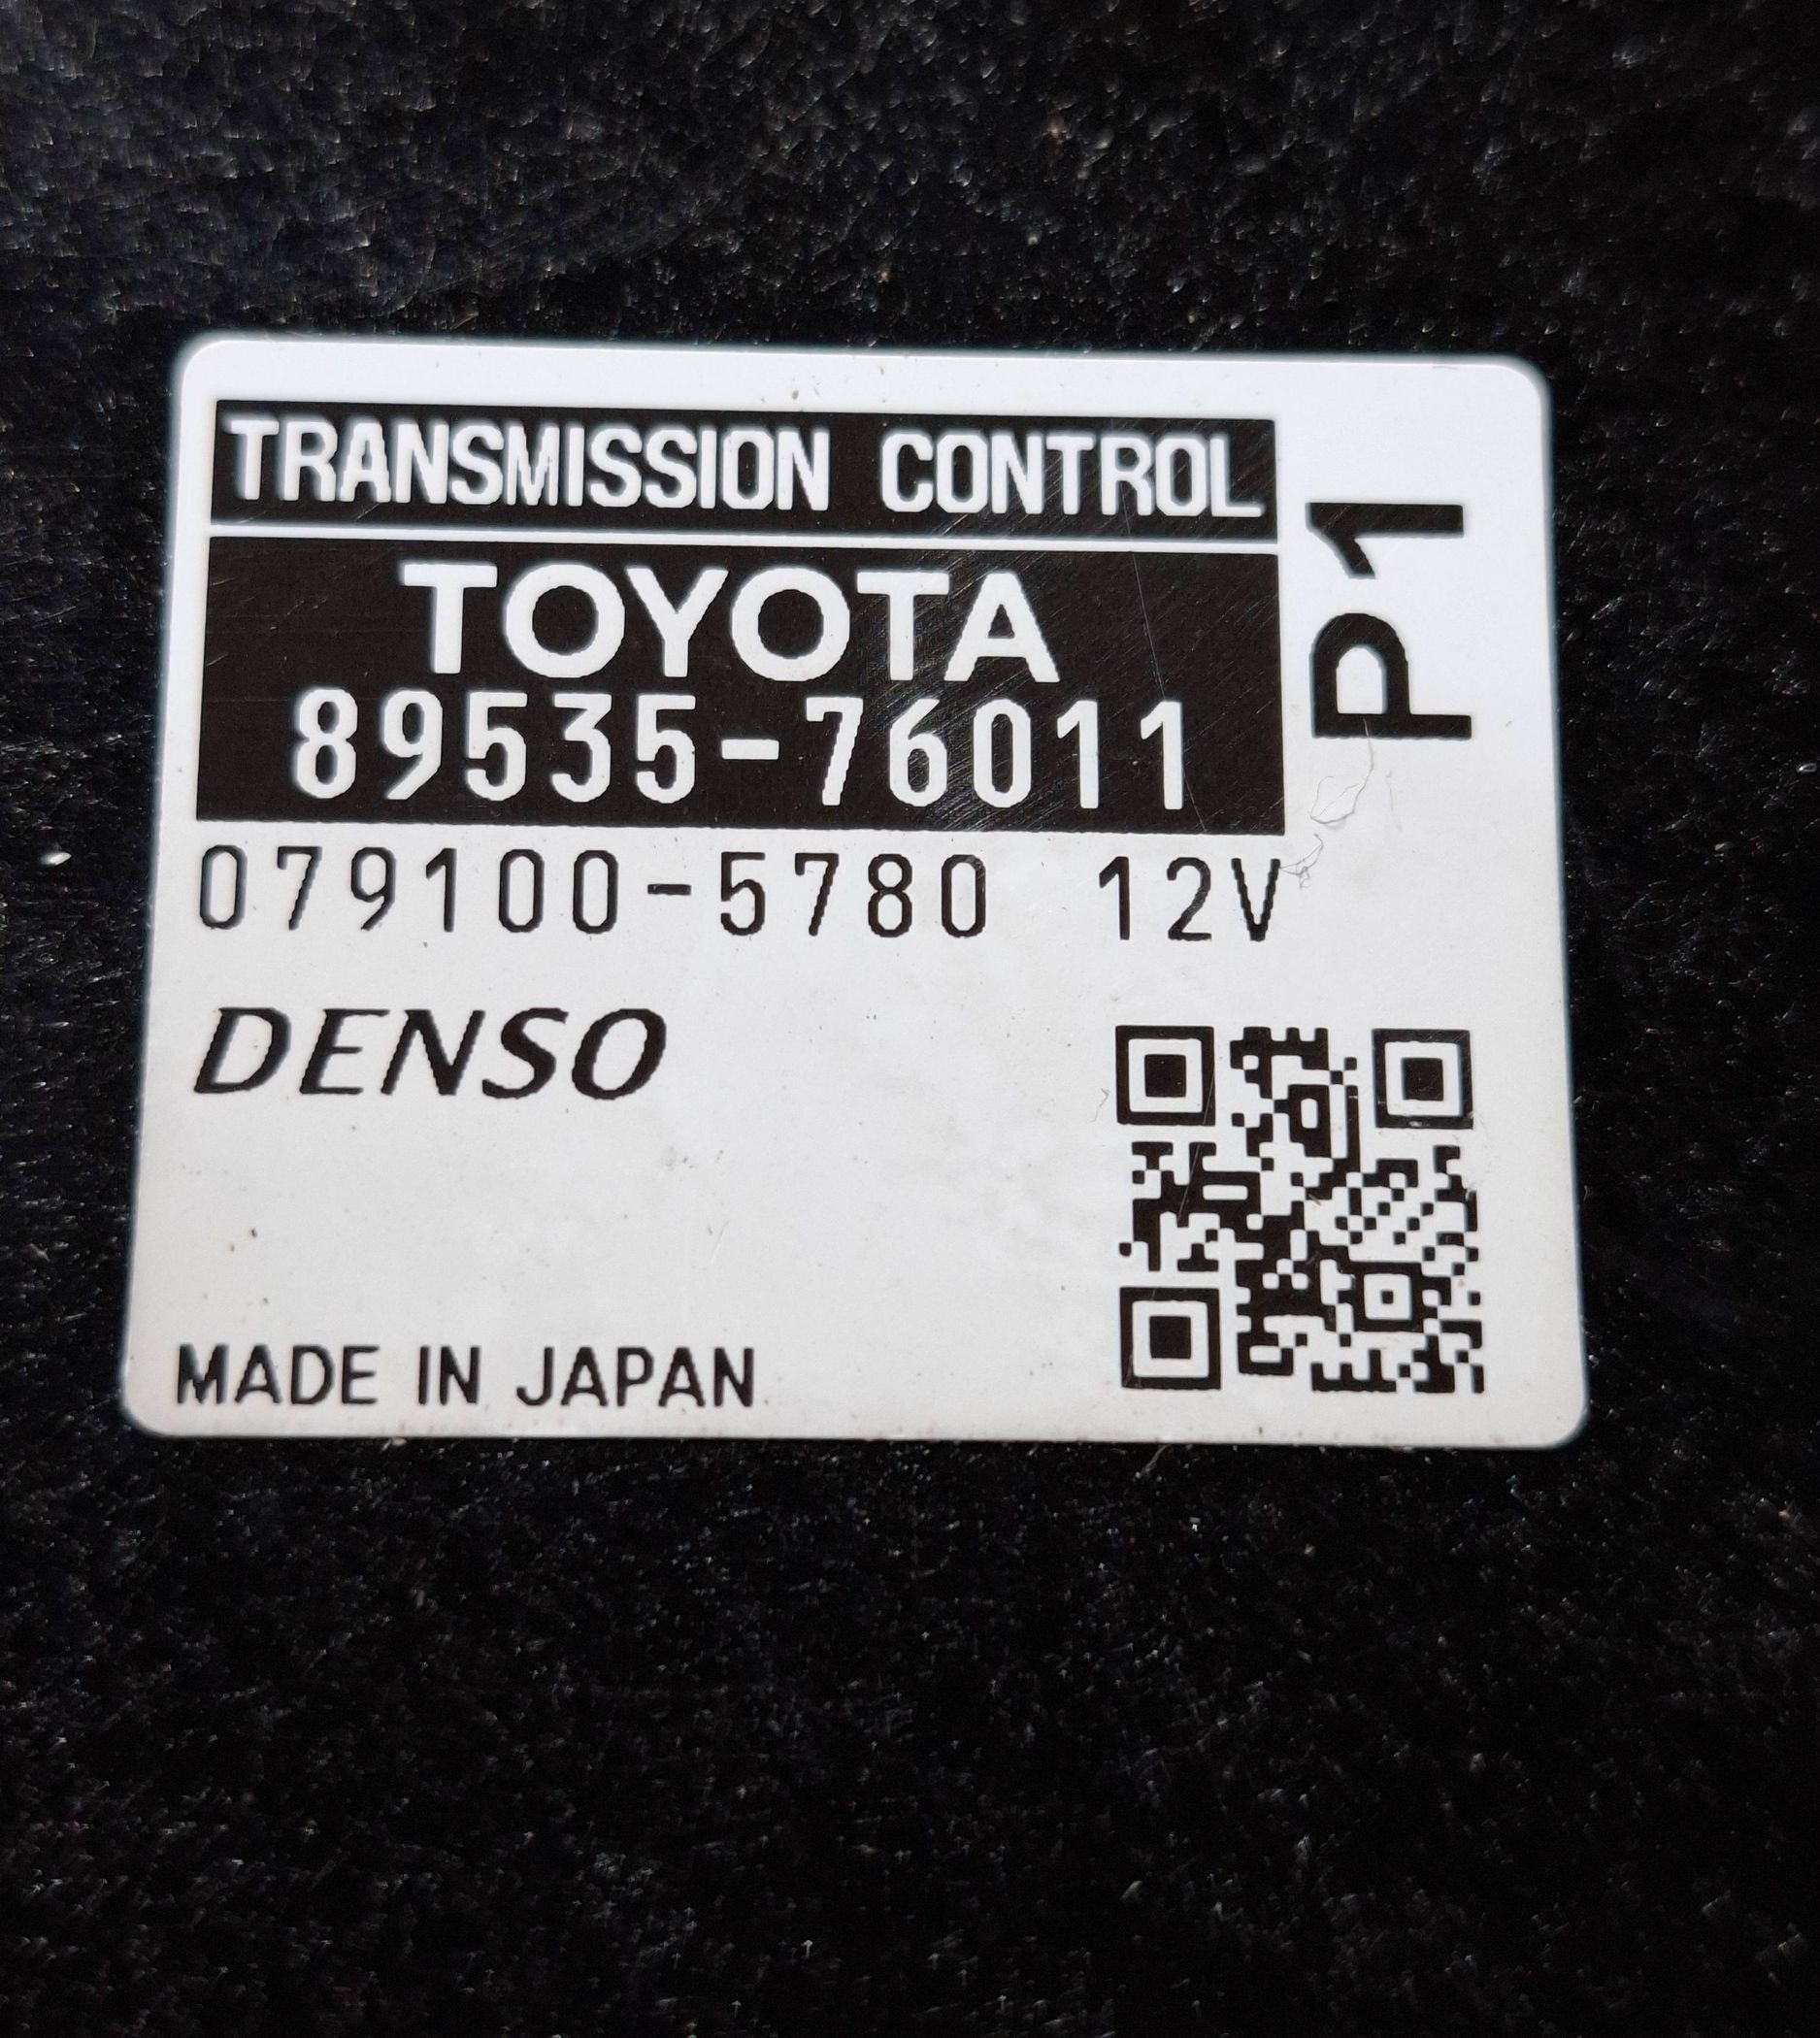 TRANSMISSION CONTROL
TOYOTA
89535-76011
P1
079100-5780 12V
DENSO
MADE IN JAPAN